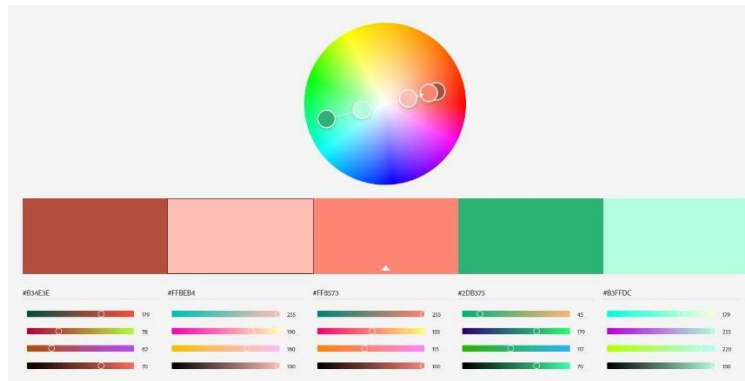 #B34E3E #FFBEB4 #FF8573 #2DB375 #B3FFDC
179 255 255 45 179
78 190 133 179 255
62 180 115 117 220
70 100 100 70 100